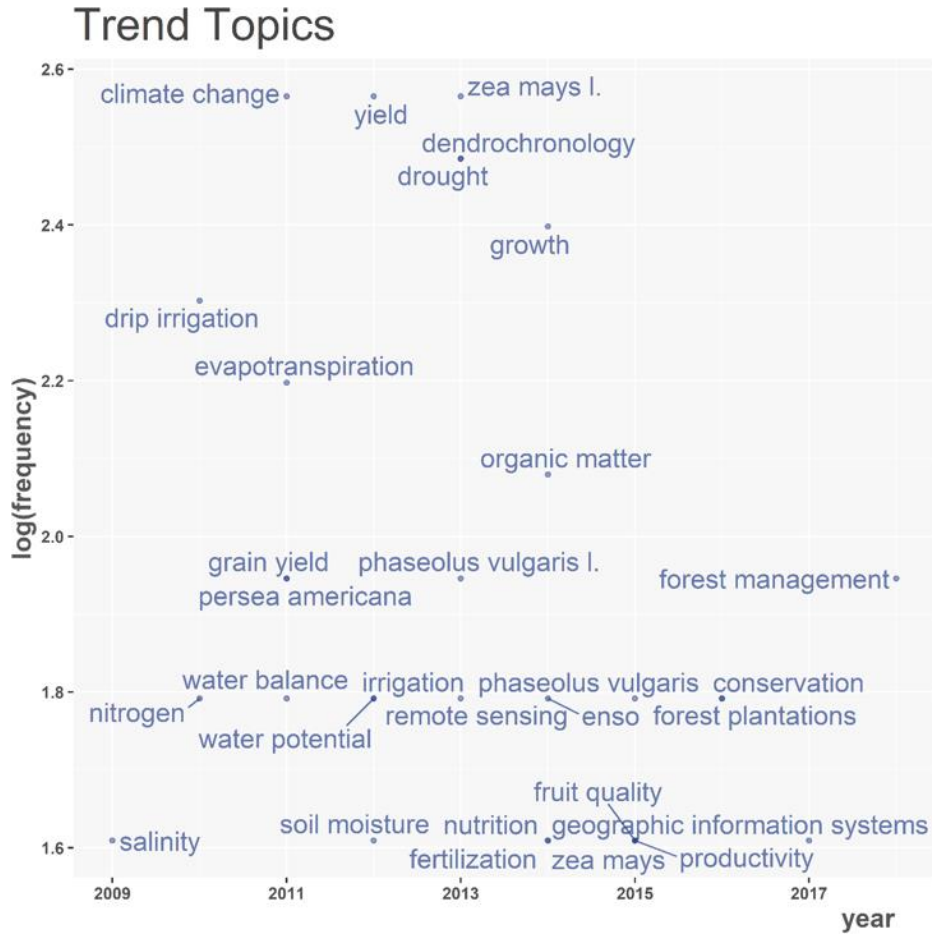 Trend Topics
2.6
climate change
zea mays l.
yield
dendrochronology
drought
2.4
growth
drip irrigation
evapotranspiration
2.2
log(frequency)
organic matter
2.0
grain yield
phaseolus vulgaris l.
forest management
persea americana
water balance
irrigation
phaseolus vulgaris
conservation
1.8
nitrogen
remote sensing
enso
forest plantations
water potential
fruit quality
soil moisture
nutrition
geographic information systems
1.6
salinity
fertilization
zea mays
productivity
2009
2011
2013
2015
2017
year